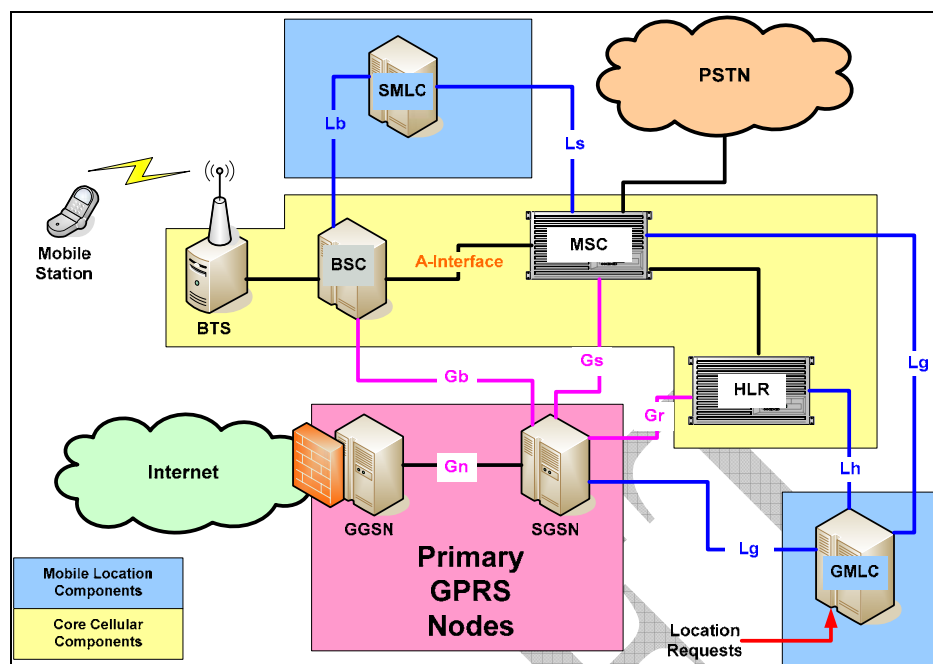 SMLC
PSTN
Lb
Ls
Mobile
Station
BSC
MSC
A-Interface
BTS
Gs
Lg
Gb
HLR
Gr
Internet
Gn
Lh
GGSN
SGSN
Primary
GPRS
Nodes
Lg
GMLC
Mobile Location
Components
Core Cellular
Components
Location
Requests